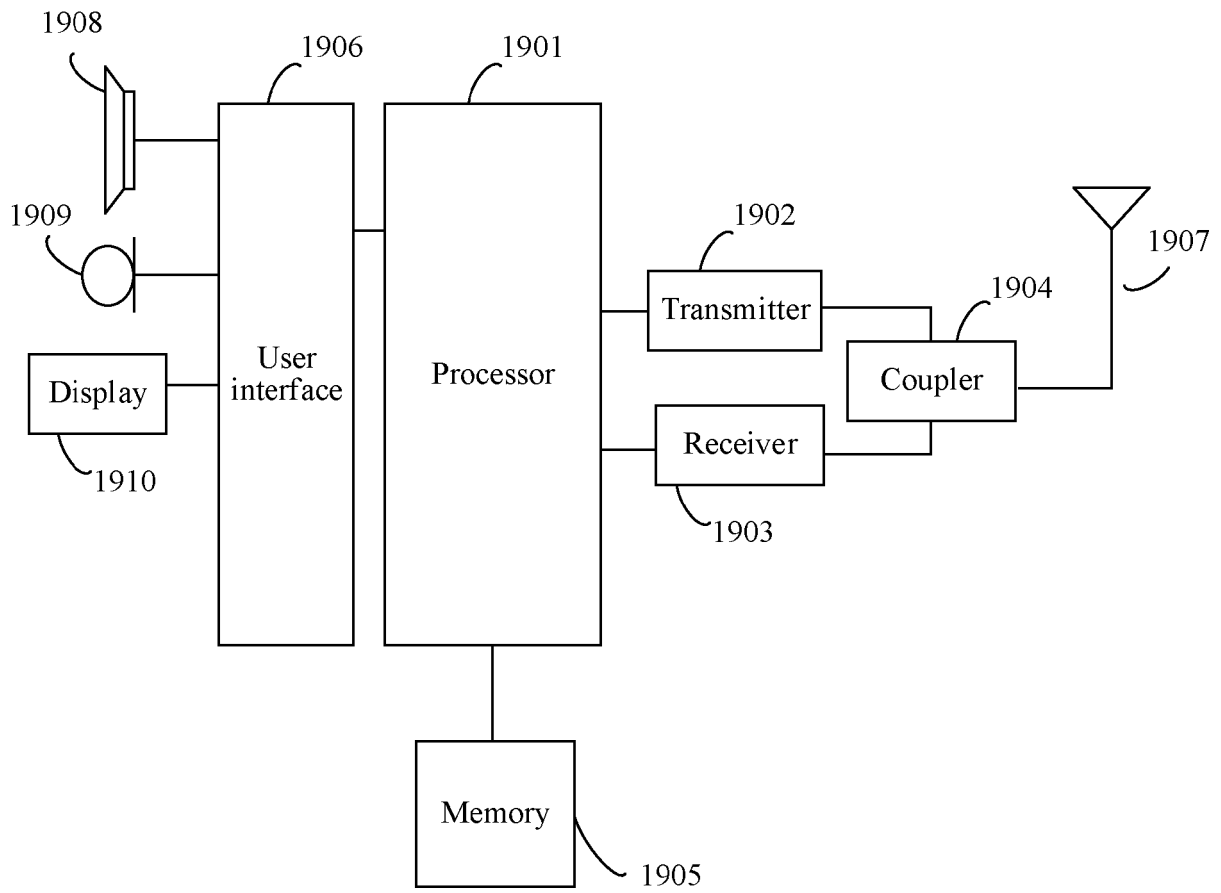 1908
1906
1901
1909
1902
1907
1904
Transmitter
User
interface
Processor
Coupler
Display
Receiver
1910
1903
Memory
1905